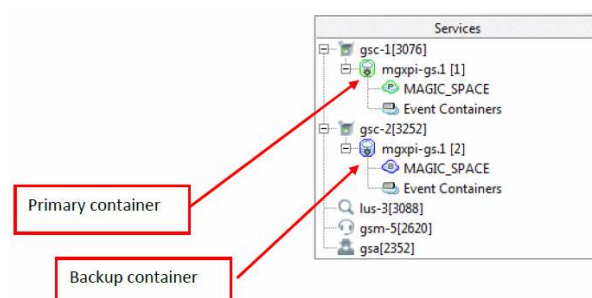 Services
gsc-1[3076]
mgxpi-gs.1 [1]
P MAGIC_SPACE
Event Containers
gsc-2[3252]
mgxpi-gs.1 [2]
B MAGIC_SPACE
Event Containers
Primary container
lus-3[3088]
gsm-5[2620]
gsa[2352]
Backup container